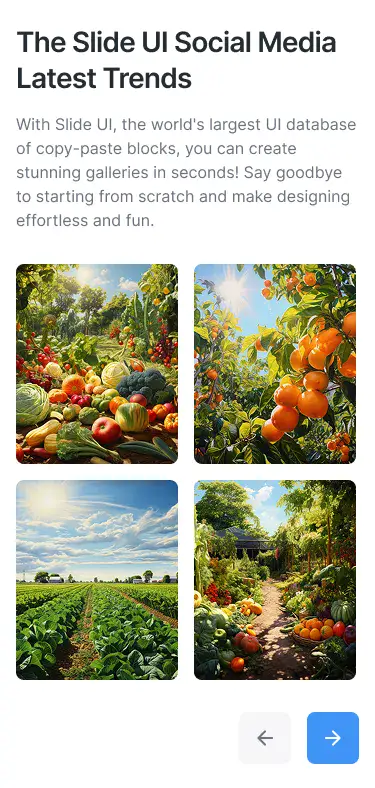 The Slide UI Social Media
Latest Trends
With Slide UI, the world's largest UI database
of copy-paste blocks, you can create
stunning galleries in seconds! Say goodbye
to starting from scratch and make designing
effortless and fun.